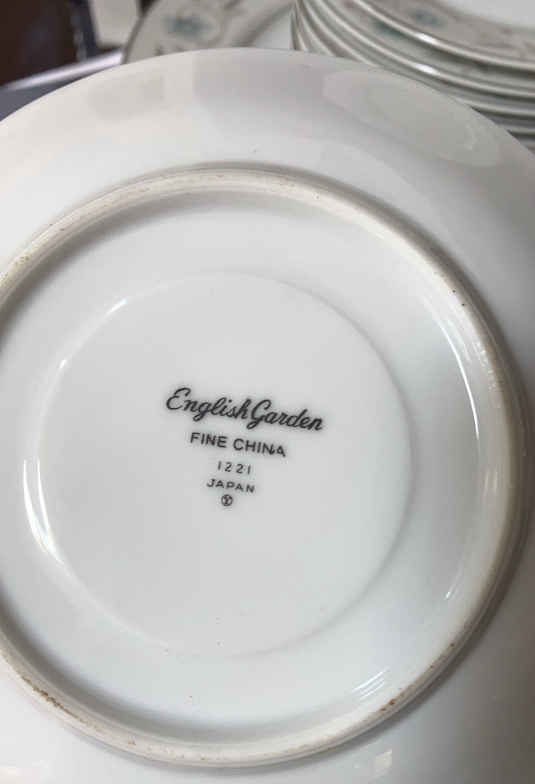 English Garden
FINE CHINA
1221
JAPAN